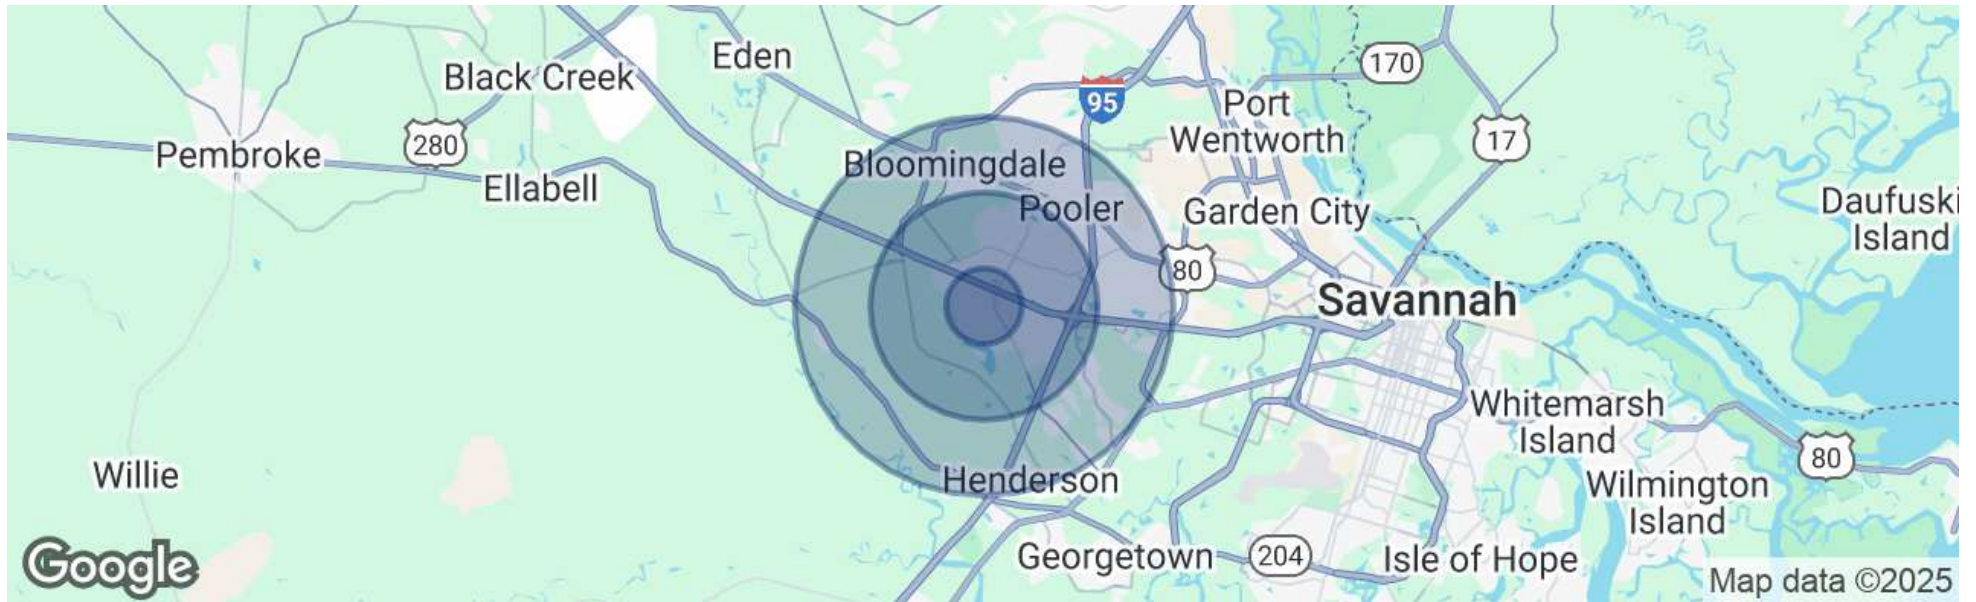 Eden
Black Creek
170
95
Port
Wentworth
17
280
Pembroke
Bloomingdale
Ellabell
Pooler
Garden City
Daufuski
Island
80
Savannah
Whitemarsh
Island
80
Willie
Henderson
Wilmington
Island
Georgetown
204
Isle of Hope
Google
Map data ©2025